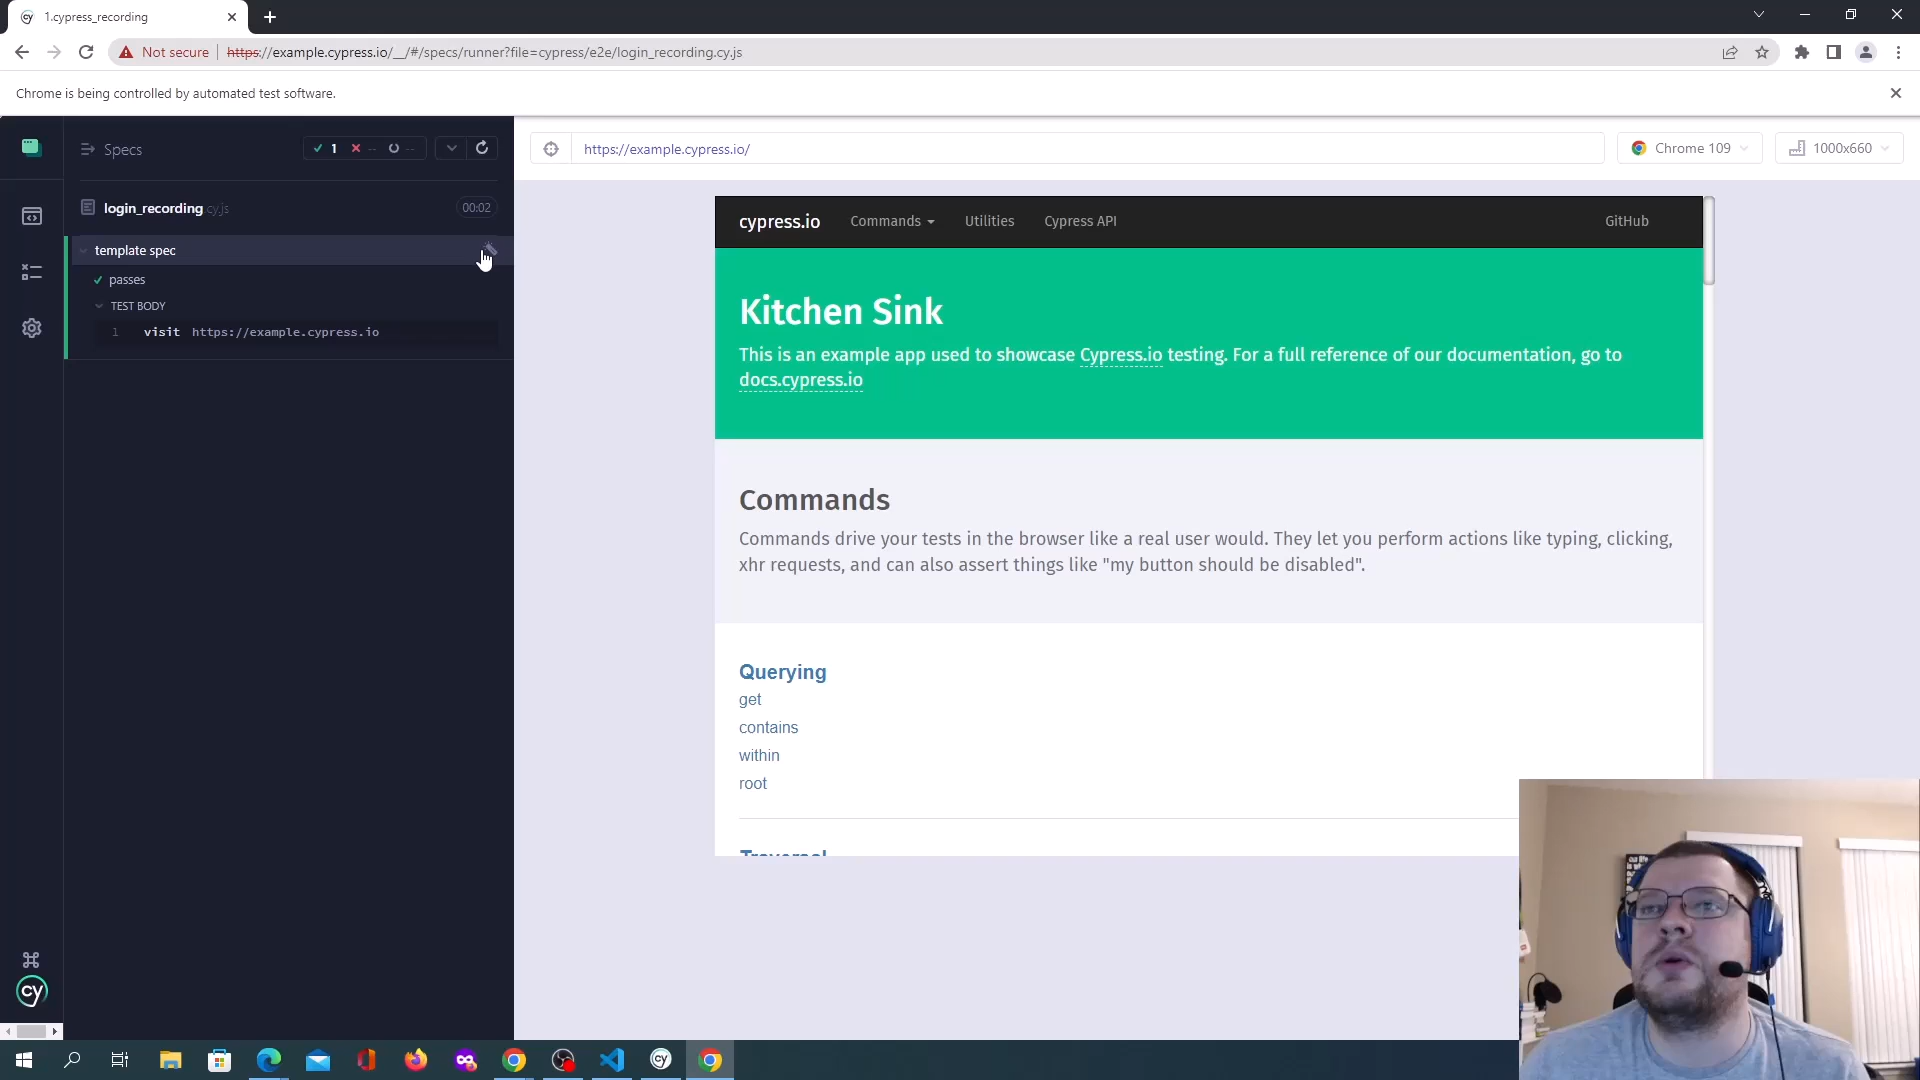 1.cypress_recording
Not secure
https://example.cypress.io/__/#/specs/runner?file=cypress/e2e/login_recording.cy.js
Chrome is being controlled by automated test software.
Specs
1
--
--
login_recording.cy.js
00:02
template spec
passes
TEST BODY
1 visit https://example.cypress.io
cy
https://example.cypress.io/
Chrome 109
1000x660
cypress.io
Commands
Utilities
Cypress API
GitHub
Kitchen Sink
This is an example app used to showcase Cypress.io testing. For a full reference of our documentation, go to
docs.cypress.io
Commands
Commands drive your tests in the browser like a real user would. They let you perform actions like typing, clicking,
xhr requests, and can also assert things like "my button should be disabled".
Querying
get
contains
within
root
Traversal